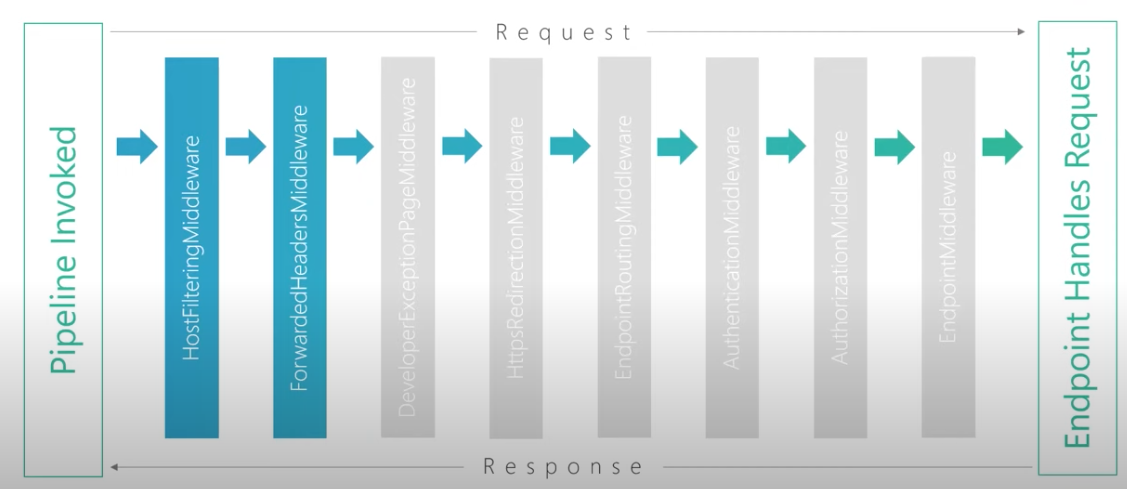 Request
Pipeline Invoked
HostFilteringMiddleware
ForwardedHeadersMiddleware
DeveloperExceptionPageMiddleware
HttpsRedirectionMiddleware
EndpointRoutingMiddleware
AuthenticationMiddleware
AuthorizationMiddleware
EndpointMiddleware
Endpoint Handles Request
Response